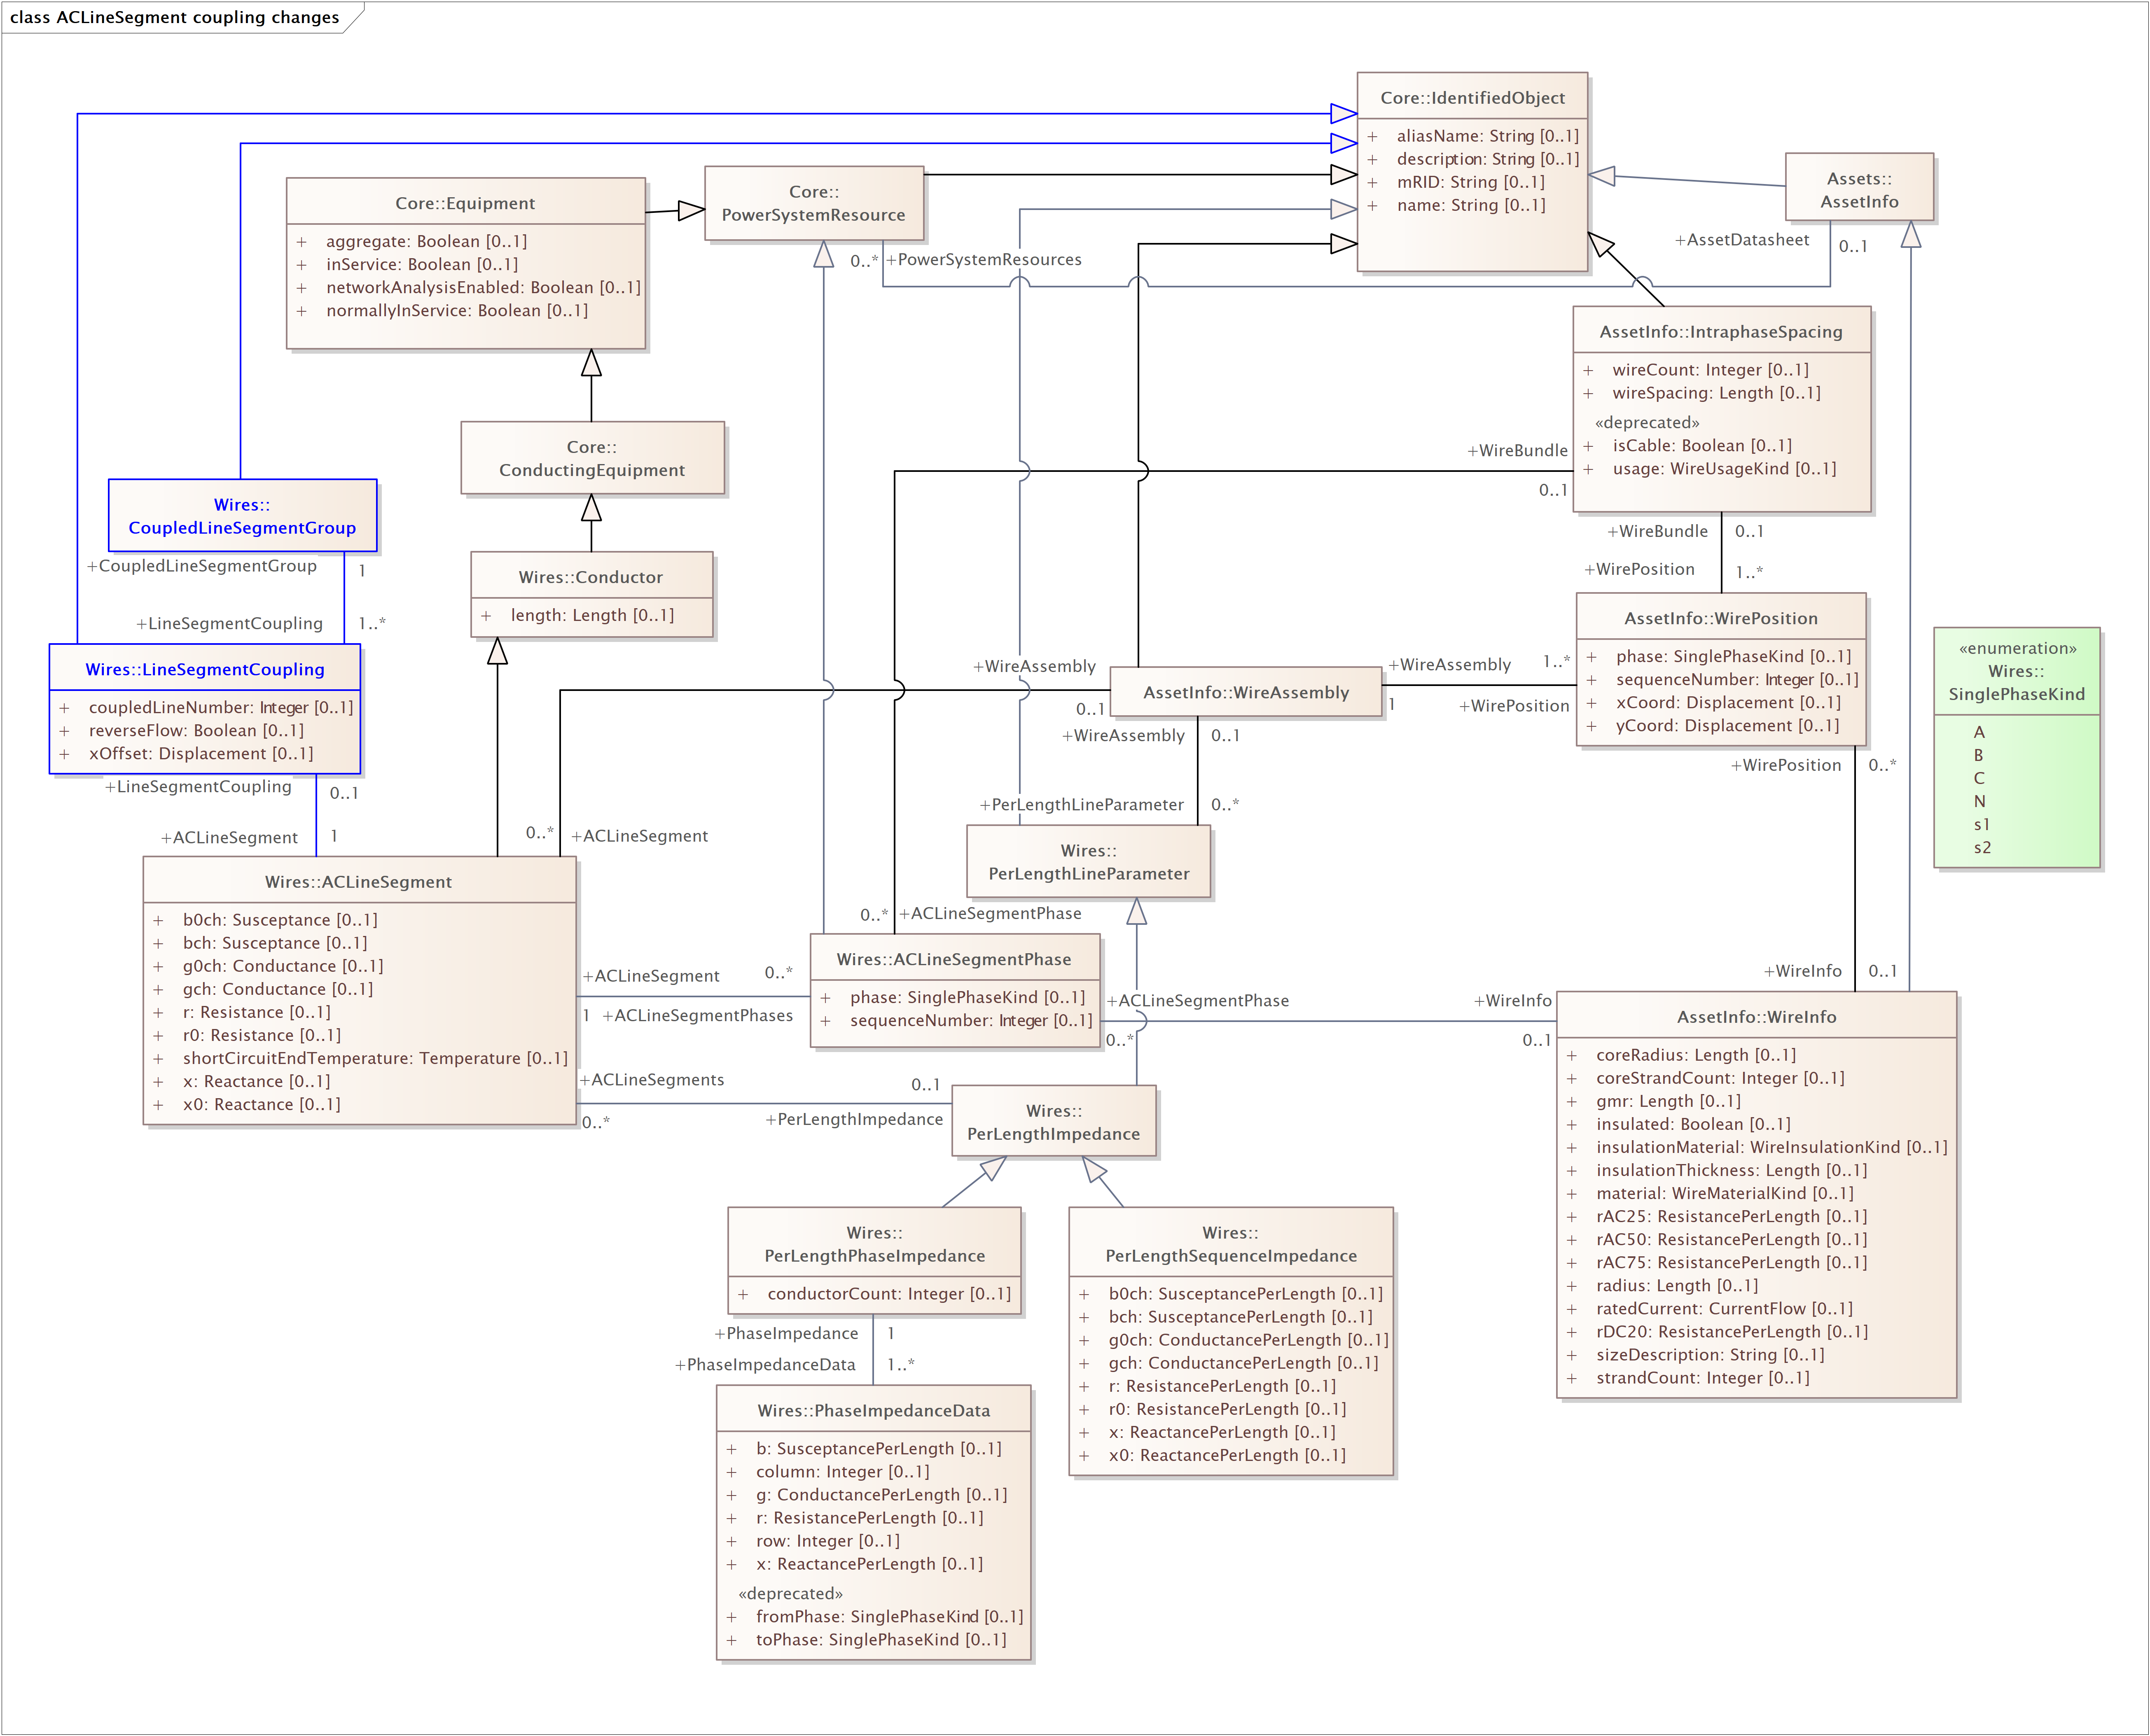 class ACLineSegment coupling changes
Core::IdentifiedObject
+ aliasName: String [0..1]
+ description: String [0..1]
+ mRID: String [0..1]
+ name: String [0..1]
Assets::
AssetInfo
Core::
PowerSystemResource
Core::Equipment
+ aggregate: Boolean [0..1]
+ inService: Boolean [0..1]
+ networkAnalysisEnabled: Boolean [0..1]
+ normallyInService: Boolean [0..1]
0..*
+PowerSystemResources
+AssetDatasheet
0..1
AssetInfo::IntraphaseSpacing
+ wireCount: Integer [0..1]
+ wireSpacing: Length [0..1]
«deprecated»
+ isCable: Boolean [0..1]
+ usage: WireUsageKind [0..1]
Core::
ConductingEquipment
+WireBundle
0..1
Wires::
CoupledLineSegmentGroup
+CoupledLineSegmentGroup
1
+LineSegmentCoupling
1..*
Wires::Conductor
+ length: Length [0..1]
+WireBundle
0..1
+WirePosition
1..*
AssetInfo::WirePosition
+ phase: SinglePhaseKind [0..1]
+ sequenceNumber: Integer [0..1]
+ xCoord: Displacement [0..1]
+ yCoord: Displacement [0..1]
«enumeration»
Wires::
SinglePhaseKind
A
B
C
N
s1
s2
Wires::LineSegmentCoupling
+ coupledLineNumber: Integer [0..1]
+ reverseFlow: Boolean [0..1]
+ xOffset: Displacement [0..1]
+WireAssembly
0..1
AssetInfo::WireAssembly
+WireAssembly
1
1..*
+WirePosition
+WireAssembly
0..1
+WirePosition
0..*
+LineSegmentCoupling
0..1
+ACLineSegment
1
0..*
+ACLineSegment
+PerLengthLineParameter
0..*
Wires::
PerLengthLineParameter
Wires::ACLineSegment
+ b0ch: Susceptance [0..1]
+ bch: Susceptance [0..1]
+ g0ch: Conductance [0..1]
+ gch: Conductance [0..1]
+ r: Resistance [0..1]
+ r0: Resistance [0..1]
+ shortCircuitEndTemperature: Temperature [0..1]
+ x: Reactance [0..1]
+ x0: Reactance [0..1]
0..*
+ACLineSegmentPhase
Wires::ACLineSegmentPhase
+ phase: SinglePhaseKind [0..1]
+ sequenceNumber: Integer [0..1]
+ACLineSegment
0..*
1
+ACLineSegmentPhases
+ACLineSegmentPhase
0..*
+WireInfo
0..1
+WireInfo
0..1
AssetInfo::WireInfo
+ coreRadius: Length [0..1]
+ coreStrandCount: Integer [0..1]
+ gmr: Length [0..1]
+ insulated: Boolean [0..1]
+ insulationMaterial: WireInsulationKind [0..1]
+ insulationThickness: Length [0..1]
+ material: WireMaterialKind [0..1]
+ rAC25: ResistancePerLength [0..1]
+ rAC50: ResistancePerLength [0..1]
+ rAC75: ResistancePerLength [0..1]
+ radius: Length [0..1]
+ ratedCurrent: CurrentFlow [0..1]
+ rDC20: ResistancePerLength [0..1]
+ sizeDescription: String [0..1]
+ strandCount: Integer [0..1]
+ACLineSegments
0..1
0..*
+PerLengthImpedance
Wires::
PerLengthImpedance
Wires::
PerLengthPhaseImpedance
+ conductorCount: Integer [0..1]
Wires::
PerLengthSequenceImpedance
+ b0ch: SusceptancePerLength [0..1]
+ bch: SusceptancePerLength [0..1]
+ g0ch: ConductancePerLength [0..1]
+ gch: ConductancePerLength [0..1]
+ r: ResistancePerLength [0..1]
+ r0: ResistancePerLength [0..1]
+ x: ReactancePerLength [0..1]
+ x0: ReactancePerLength [0..1]
+PhaseImpedance
1
+PhaseImpedanceData
1..*
Wires::PhaseImpedanceData
+ b: SusceptancePerLength [0..1]
+ column: Integer [0..1]
+ g: ConductancePerLength [0..1]
+ r: ResistancePerLength [0..1]
+ row: Integer [0..1]
+ x: ReactancePerLength [0..1]
«deprecated»
+ fromPhase: SinglePhaseKind [0..1]
+ toPhase: SinglePhaseKind [0..1]